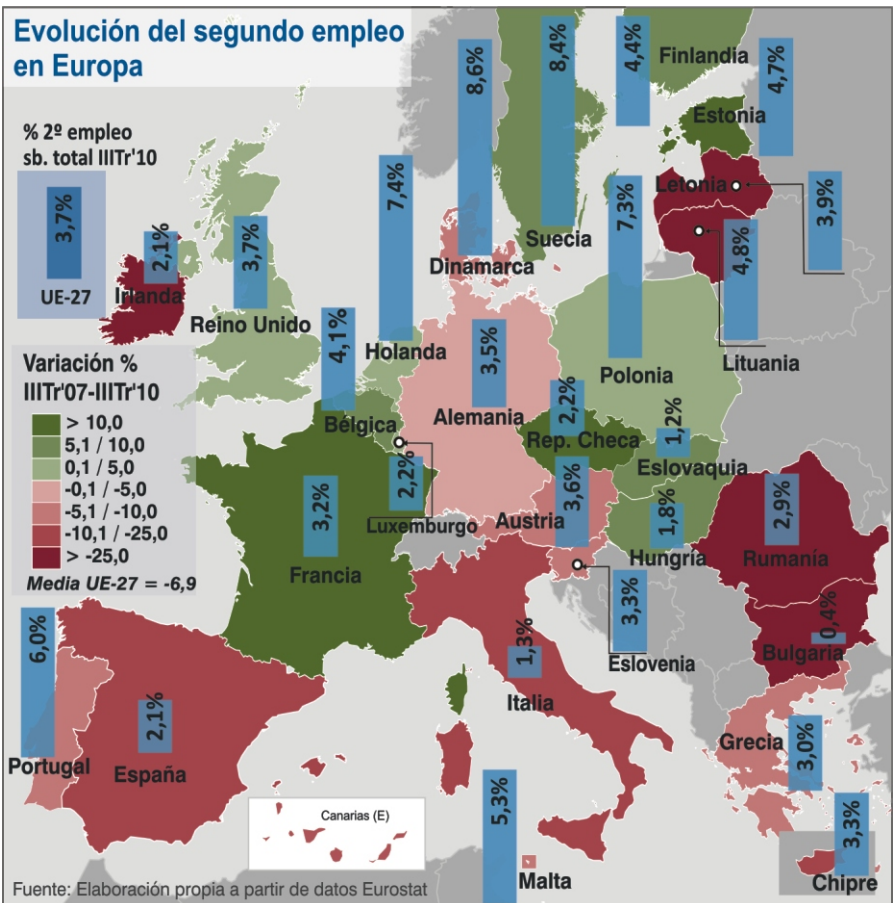 Evolución del segundo empleo
en Europa
% 2º empleo
sb. total IIITr'10
3,7%
UE-27
Variación %
IIITr'07-IIITr'10
> 10,0
5,1 / 10,0
0,1 / 5,0
-0,1 / -5,0
-5,1 / -10,0
-10,1 / -25,0
> -25,0
Media UE-27 = -6,9
8,4%
Suecia
4,4%
Finlandia
4,7%
Estonia
8,6%
Dinamarca
Letonia
3,9%
4,8%
Lituania
2,1%
Irlanda
3,7%
Reino Unido
7,4%
Holanda
7,3%
Polonia
4,1%
Bélgica
3,5%
Alemania
2,2%
Rep. Checa
1,2%
Eslovaquia
2,2%
Luxemburgo
3,6%
Austria
1,8%
Hungría
2,9%
Rumanía
3,2%
Francia
3,3%
Eslovenia
0,4%
Bulgaria
6,0%
Portugal
2,1%
España
1,3%
Italia
Grecia
3,0%
5,3%
Malta
3,3%
Chipre
Canarias (E)
Fuente: Elaboración propia a partir de datos Eurostat